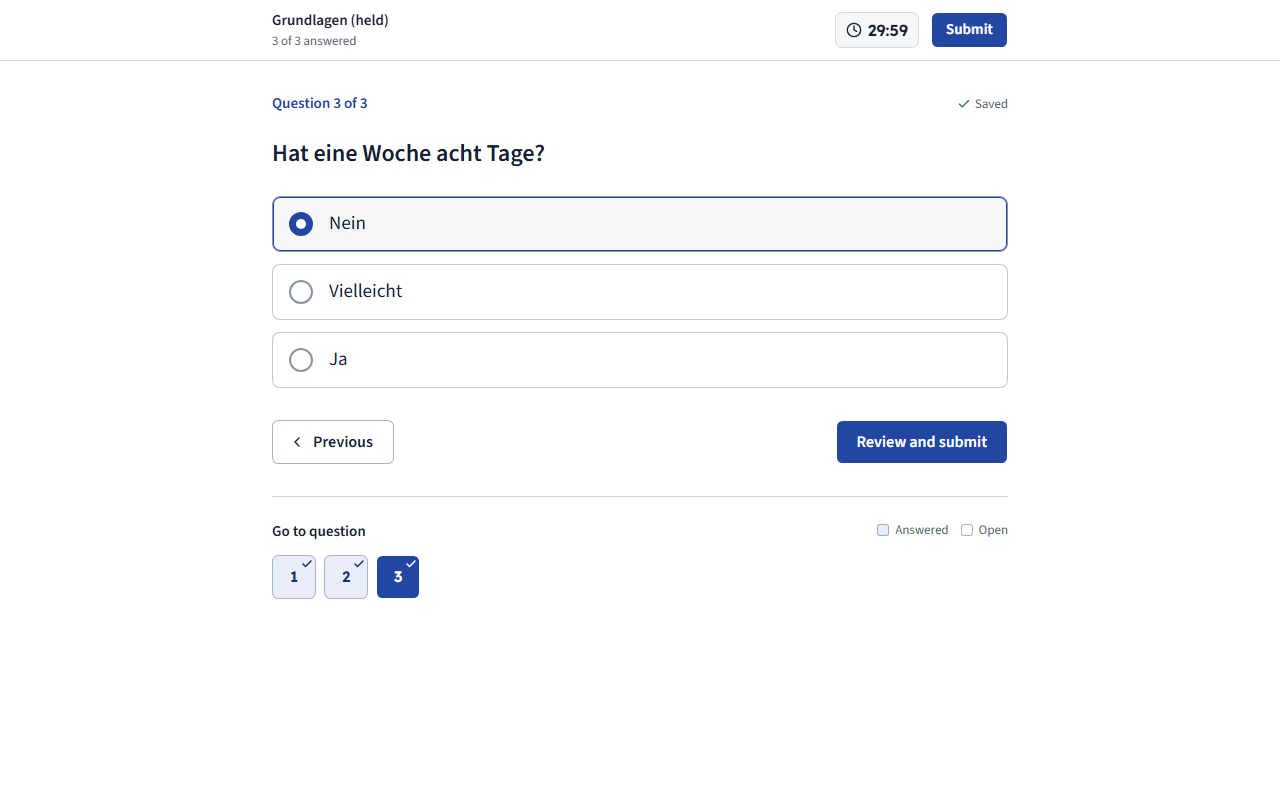 Grundlagen (held)
3 of 3 answered
29:59
Submit
Question 3 of 3
Saved
Hat eine Woche acht Tage?
Nein
Vielleicht
Ja
Previous
Review and submit
Go to question
Answered
Open
1
2
3